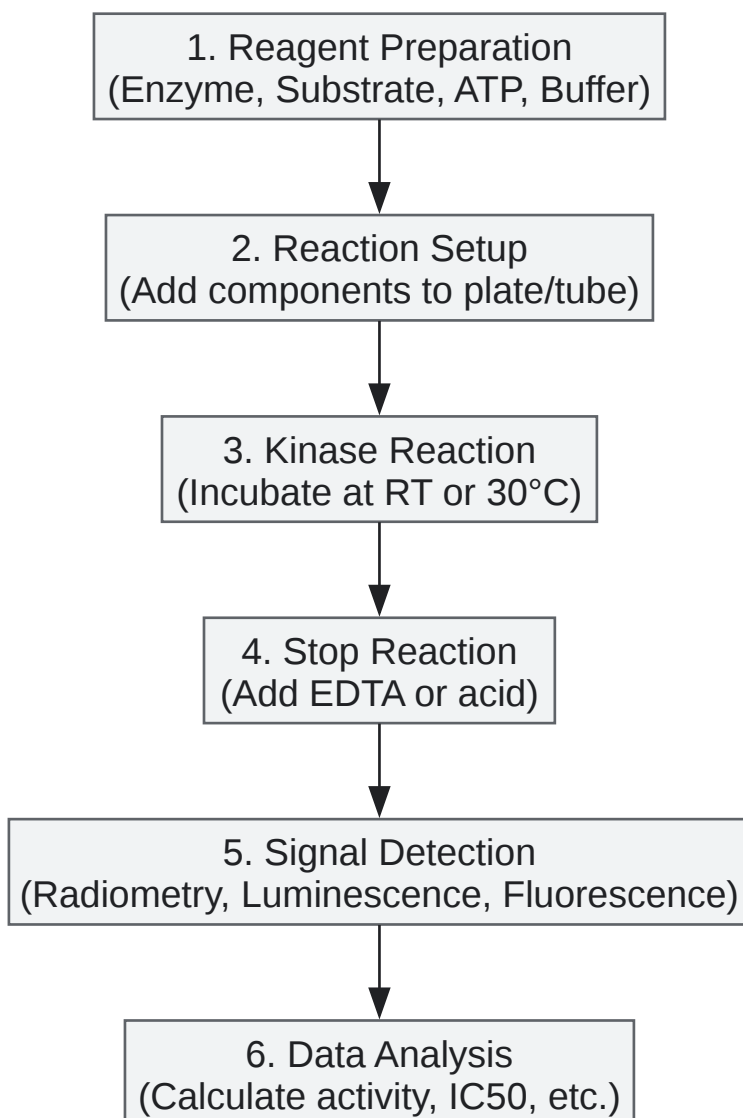 1. Reagent Preparation
(Enzyme, Substrate, ATP, Buffer)
2. Reaction Setup
(Add components to plate/tube)
3. Kinase Reaction
(Incubate at RT or 30°C)
4. Stop Reaction
(Add EDTA or acid)
5. Signal Detection
(Radiometry, Luminescence, Fluorescence)
6. Data Analysis
(Calculate activity, IC50, etc.)